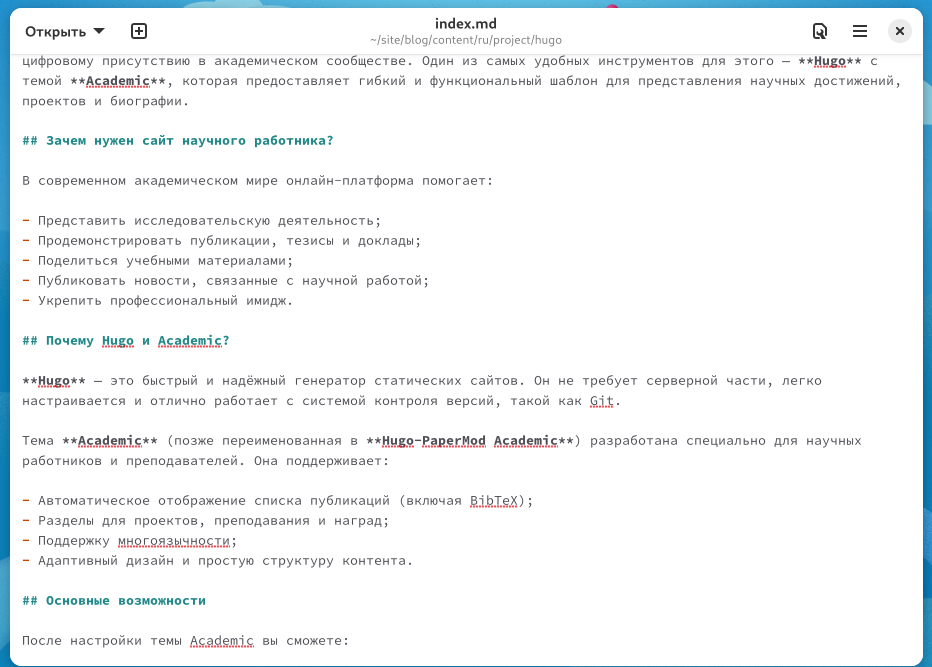 Открыть
index.md
~/site/blog/content/ru/project/hugo
цифровому присутствию в академическом сообществе. Один из самых удобных инструментов для этого — **Hugo** с
темой **Academic**, которая предоставляет гибкий и функциональный шаблон для представления научных достижений,
проектов и биографии.
## Зачем нужен сайт научного работника?
В современном академическом мире онлайн-платформа помогает:
- Представить исследовательскую деятельность;
- Продемонстрировать публикации, тезисы и доклады;
- Поделиться учебными материалами;
- Публиковать новости, связанные с научной работой;
- Укрепить профессиональный имидж.
## Почему Hugo и Academic?
**Hugo** — это быстрый и надёжный генератор статических сайтов. Он не требует серверной части, легко
настраивается и отлично работает с системой контроля версий, такой как Git.
Тема **Academic** (позже переименованная в **Hugo-PaperMod Academic**) разработана специально для научных
работников и преподавателей. Она поддерживает:
- Автоматическое отображение списка публикаций (включая BibTeX);
- Разделы для проектов, преподавания и наград;
- Поддержку многоязычности;
- Адаптивный дизайн и простую структуру контента.
## Основные возможности
После настройки темы Academic вы сможете: